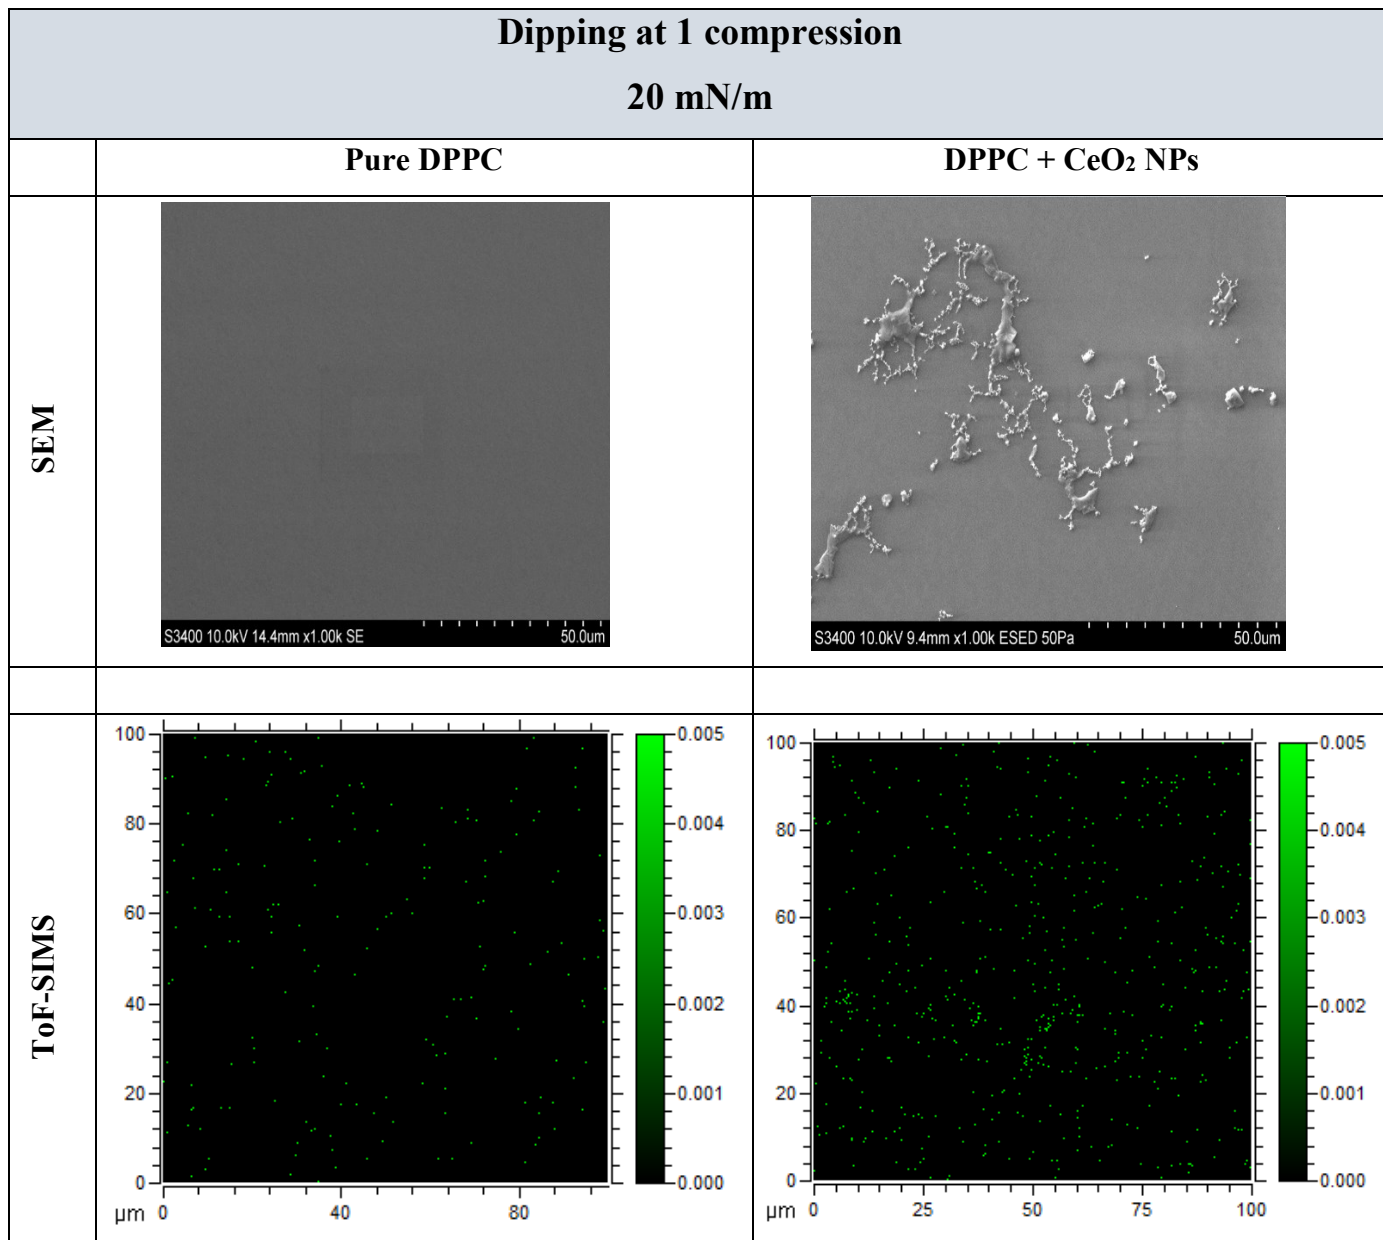 Dipping at 1 compression
20 mN/m
Pure DPPC
DPPC + CeO₂ NPs
SEM
S3400 10.0kV 14.4mm x1.00k SE 50.0um
S3400 10.0kV 9.4mm x1.00k ESED 50Pa 50.0um
ToF-SIMS
100
80
60
40
20
0
µm 0 40 80
0.005
0.004
0.003
0.002
0.001
0.000
100
80
60
40
20
0
µm 0 25 50 75 100
0.005
0.004
0.003
0.002
0.001
0.000